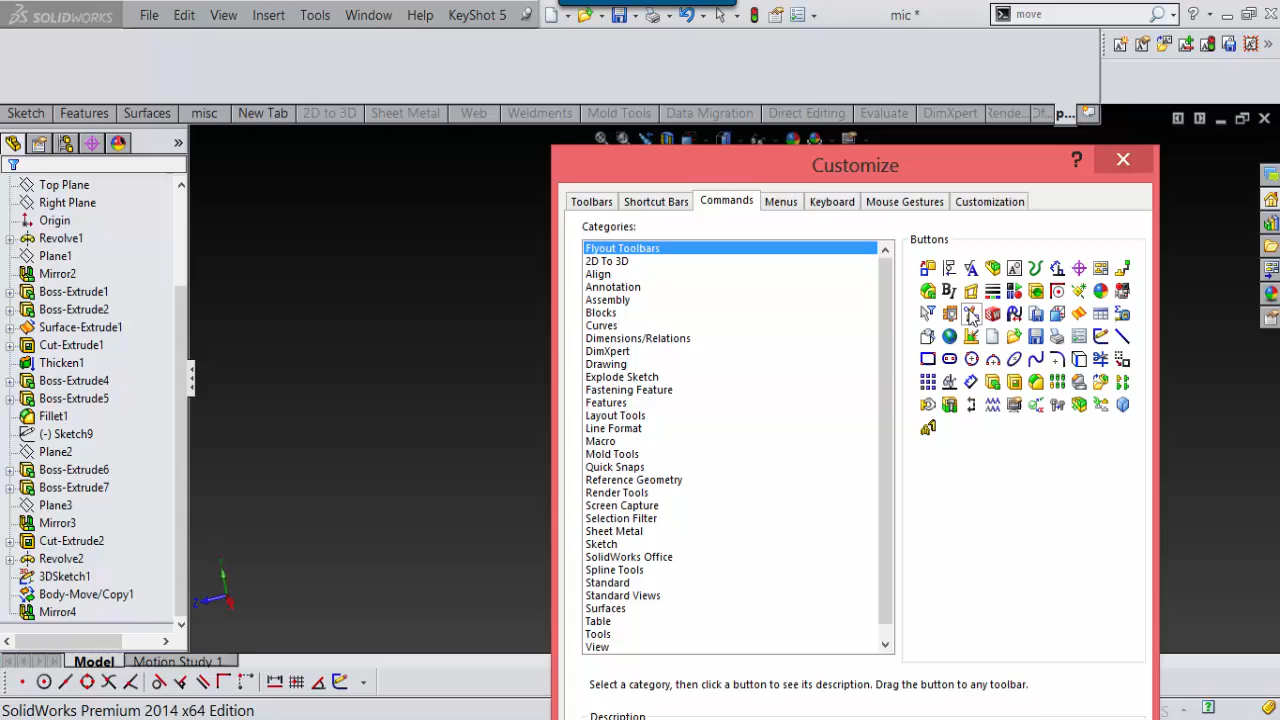 SOLIDWORKS File Edit View Insert Tools Window Help KeyShot 5 mic * move
Sketch Features Surfaces misc New Tab 2D to 3D Sheet Metal Web Weldments Mold Tools Data Migration Direct Editing Evaluate DimXpert Rende... Df... p...
Top Plane
Right Plane
Origin
Revolve1
Plane1
Mirror2
Boss-Extrude1
Boss-Extrude3
Surface-Extrude1
Cut-Extrude1
Thicken1
Boss-Extrude4
Boss-Extrude5
Fillet1
(-) Sketch9
Plane2
Boss-Extrude6
Boss-Extrude7
Plane3
Mirror3
Cut-Extrude2
Revolve2
3DSketch1
Body-Move/Copy1
Mirror4
Model Motion Study 1
SolidWorks Premium 2014 x64 Edition
Customize
Toolbars Shortcut Bars Commands Menus Keyboard Mouse Gestures Customization
Categories:
Flyout Toolbars
2D To 3D
Align
Annotation
Assembly
Blocks
Curves
Dimensions/Relations
DimXpert
Drawing
Explode Sketch
Fastening Feature
Features
Layout Tools
Line Format
Macro
Mold Tools
Quick Snaps
Reference Geometry
Render Tools
Screen Capture
Selection Filter
Sheet Metal
Sketch
SolidWorks Office
Spline Tools
Standard
Standard Views
Surfaces
Table
Tools
View
Buttons
Select a category, then click a button to see its description. Drag the button to any toolbar.
Description